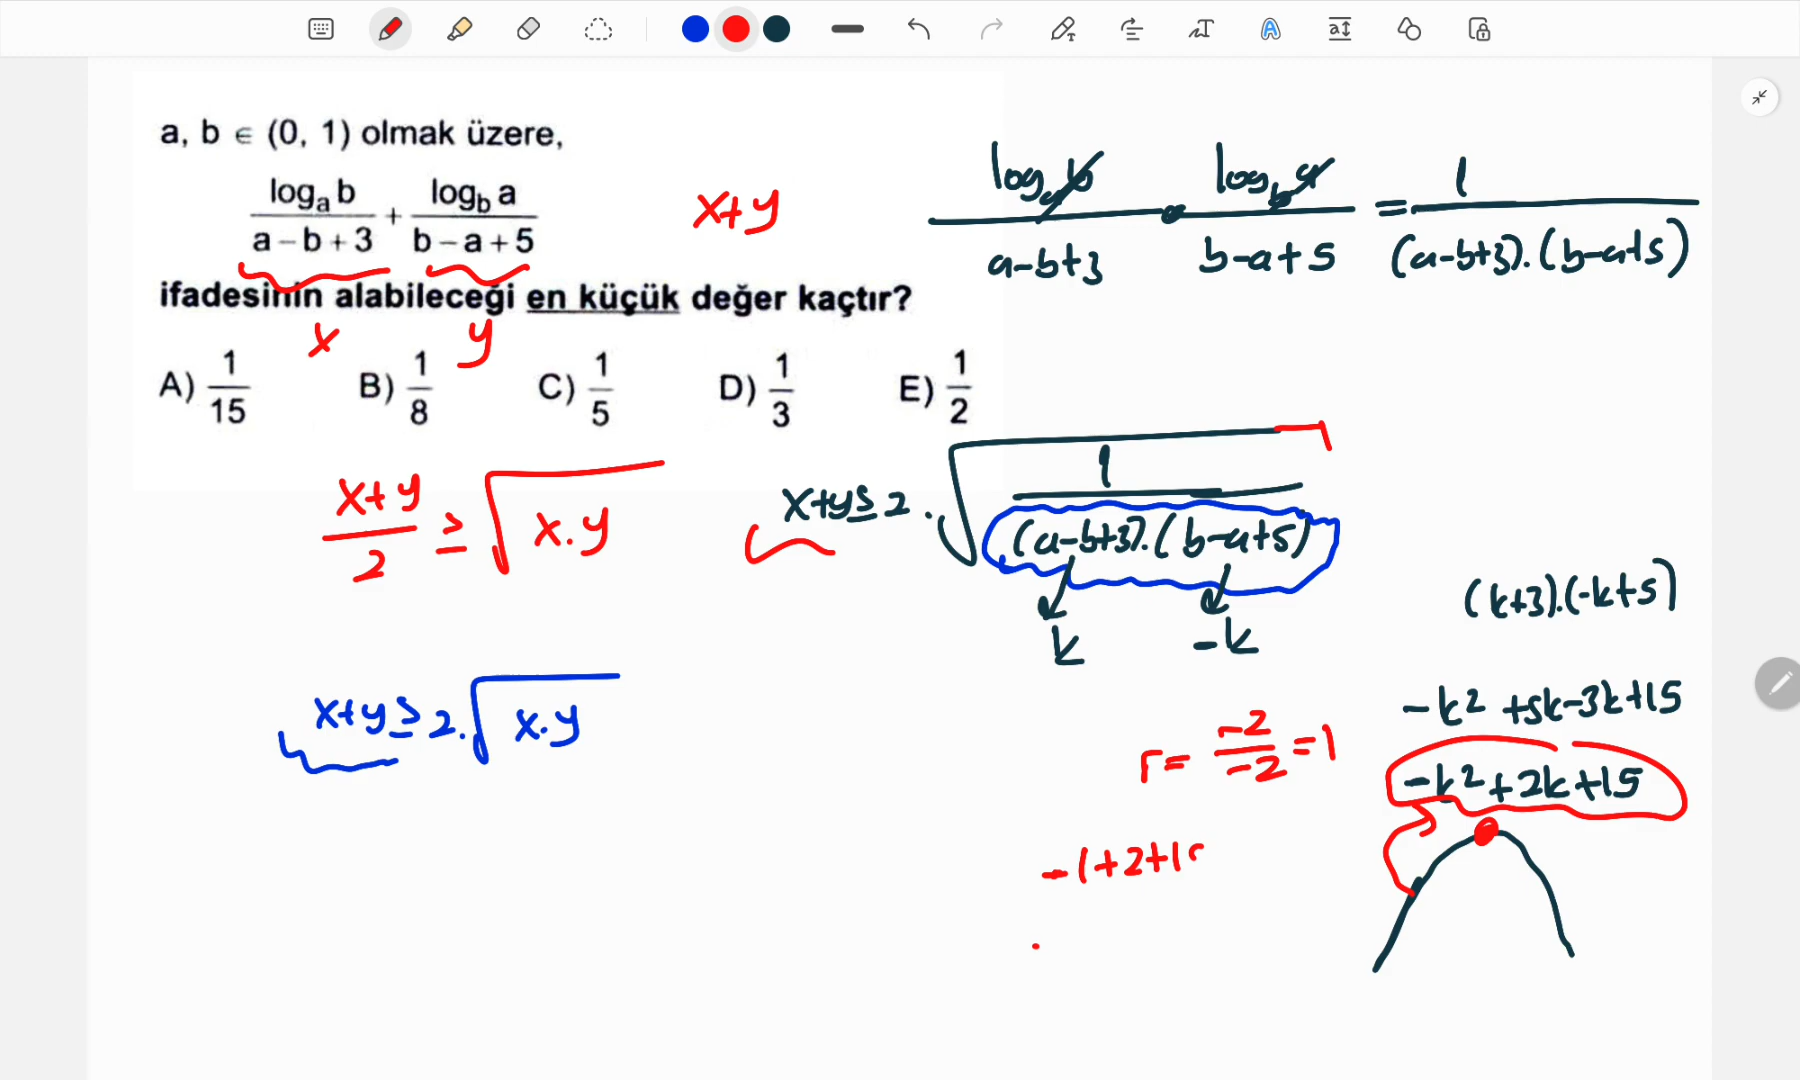 a, b ∈ (0, 1) olmak üzere,
log_a b / (a – b + 3) + log_b a / (b – a + 5)
x+y
ifadesinin alabileceği en küçük değer kaçtır?
x
y
A) 1/15 B) 1/8 C) 1/5 D) 1/3 E) 1/2
log_a b / (a-b+3) · log_b a / (b-a+5) = 1 / ((a-b+3).(b-a+5))
(x+y)/2 ≥ √(x.y)
x+y ≥ 2. √(1 / ((a-b+3).(b-a+5)))
k
-k
x+y ≥ 2. √(x.y)
(k+3).(-k+5)
-k² +5k-3k+15
-k²+2k+15
r = -2/-2 = 1
-1+2+1